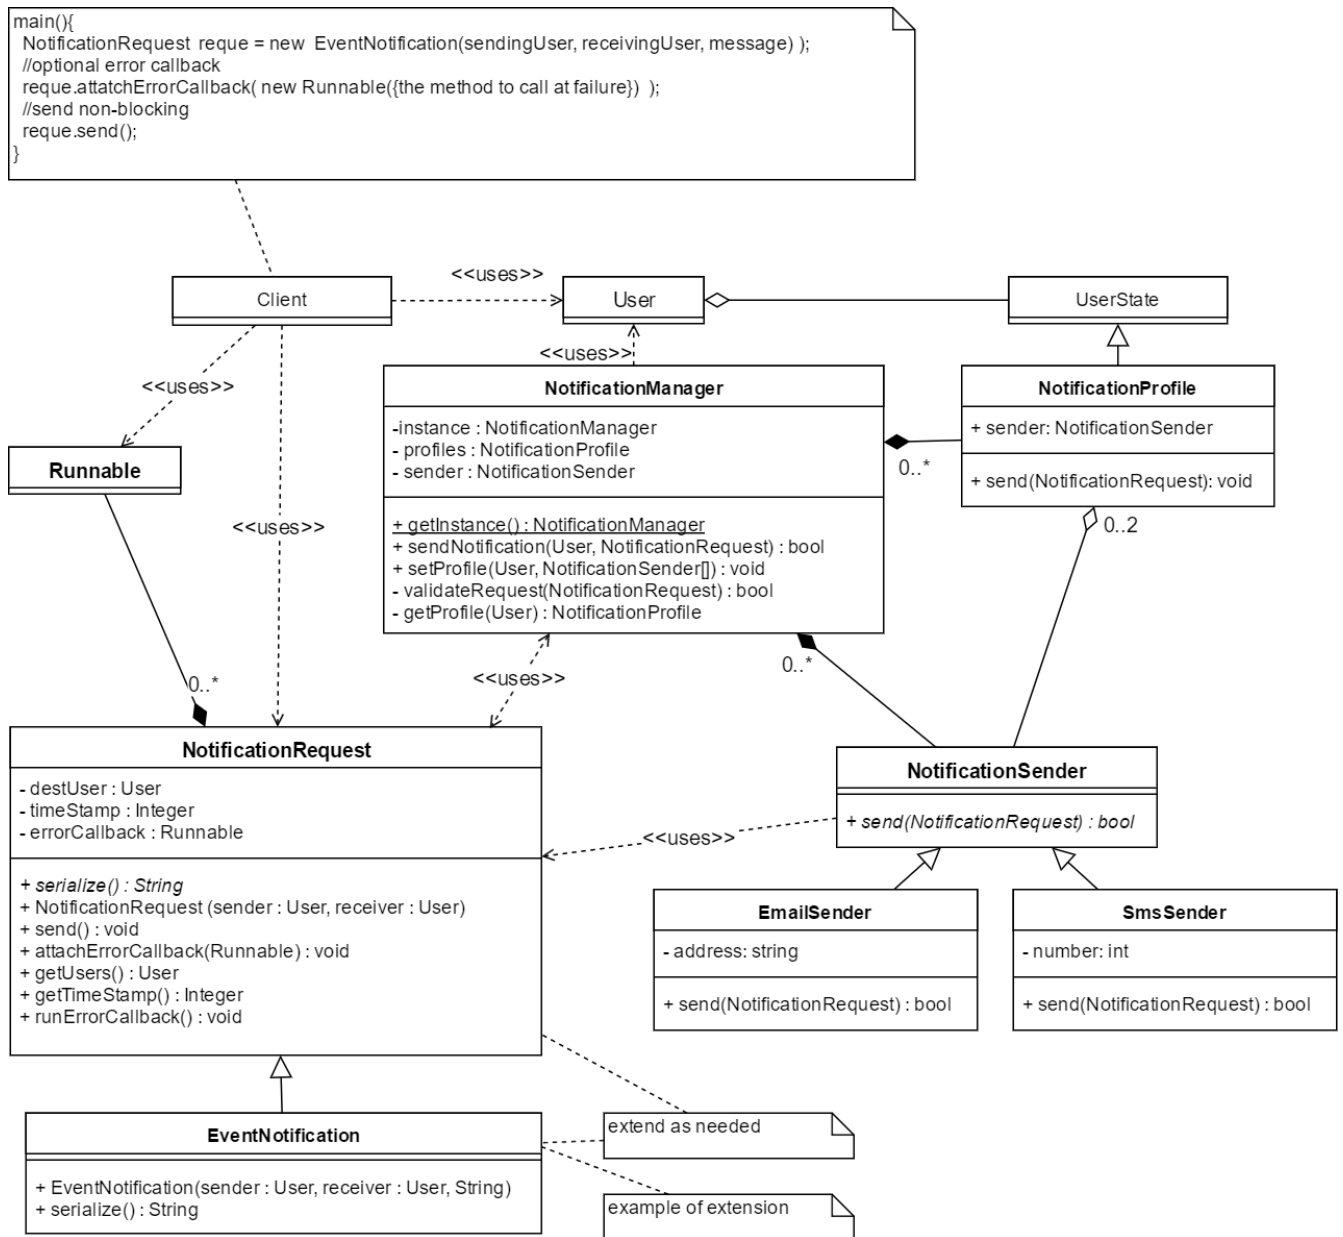 main(){
NotificationRequest reque = new EventNotification(sendingUser, receivingUser, message) );
//optional error callback
reque.attatchErrorCallback( new Runnable({the method to call at failure}) );
//send non-blocking
reque.send();
}
<<uses>>
Client
User
UserState
<<uses>>
<<uses>>
NotificationManager
-instance : NotificationManager
- profiles : NotificationProfile
- sender : NotificationSender
+ getInstance() : NotificationManager
+ sendNotification(User, NotificationRequest) : bool
+ setProfile(User, NotificationSender[]) : void
- validateRequest(NotificationRequest) : bool
- getProfile(User) : NotificationProfile
NotificationProfile
+ sender: NotificationSender
+ send(NotificationRequest): void
0..*
0..2
Runnable
<<uses>>
0..*
<<uses>>
0..*
NotificationRequest
- destUser : User
- timeStamp : Integer
- errorCallback : Runnable
+ serialize() : String
+ NotificationRequest (sender : User, receiver : User)
+ send() : void
+ attachErrorCallback(Runnable) : void
+ getUsers() : User
+ getTimeStamp() : Integer
+ runErrorCallback() : void
<<uses>>
NotificationSender
+ send(NotificationRequest) : bool
EmailSender
- address: string
+ send(NotificationRequest) : bool
SmsSender
- number: int
+ send(NotificationRequest) : bool
EventNotification
+ EventNotification(sender : User, receiver : User, String)
+ serialize() : String
extend as needed
example of extension